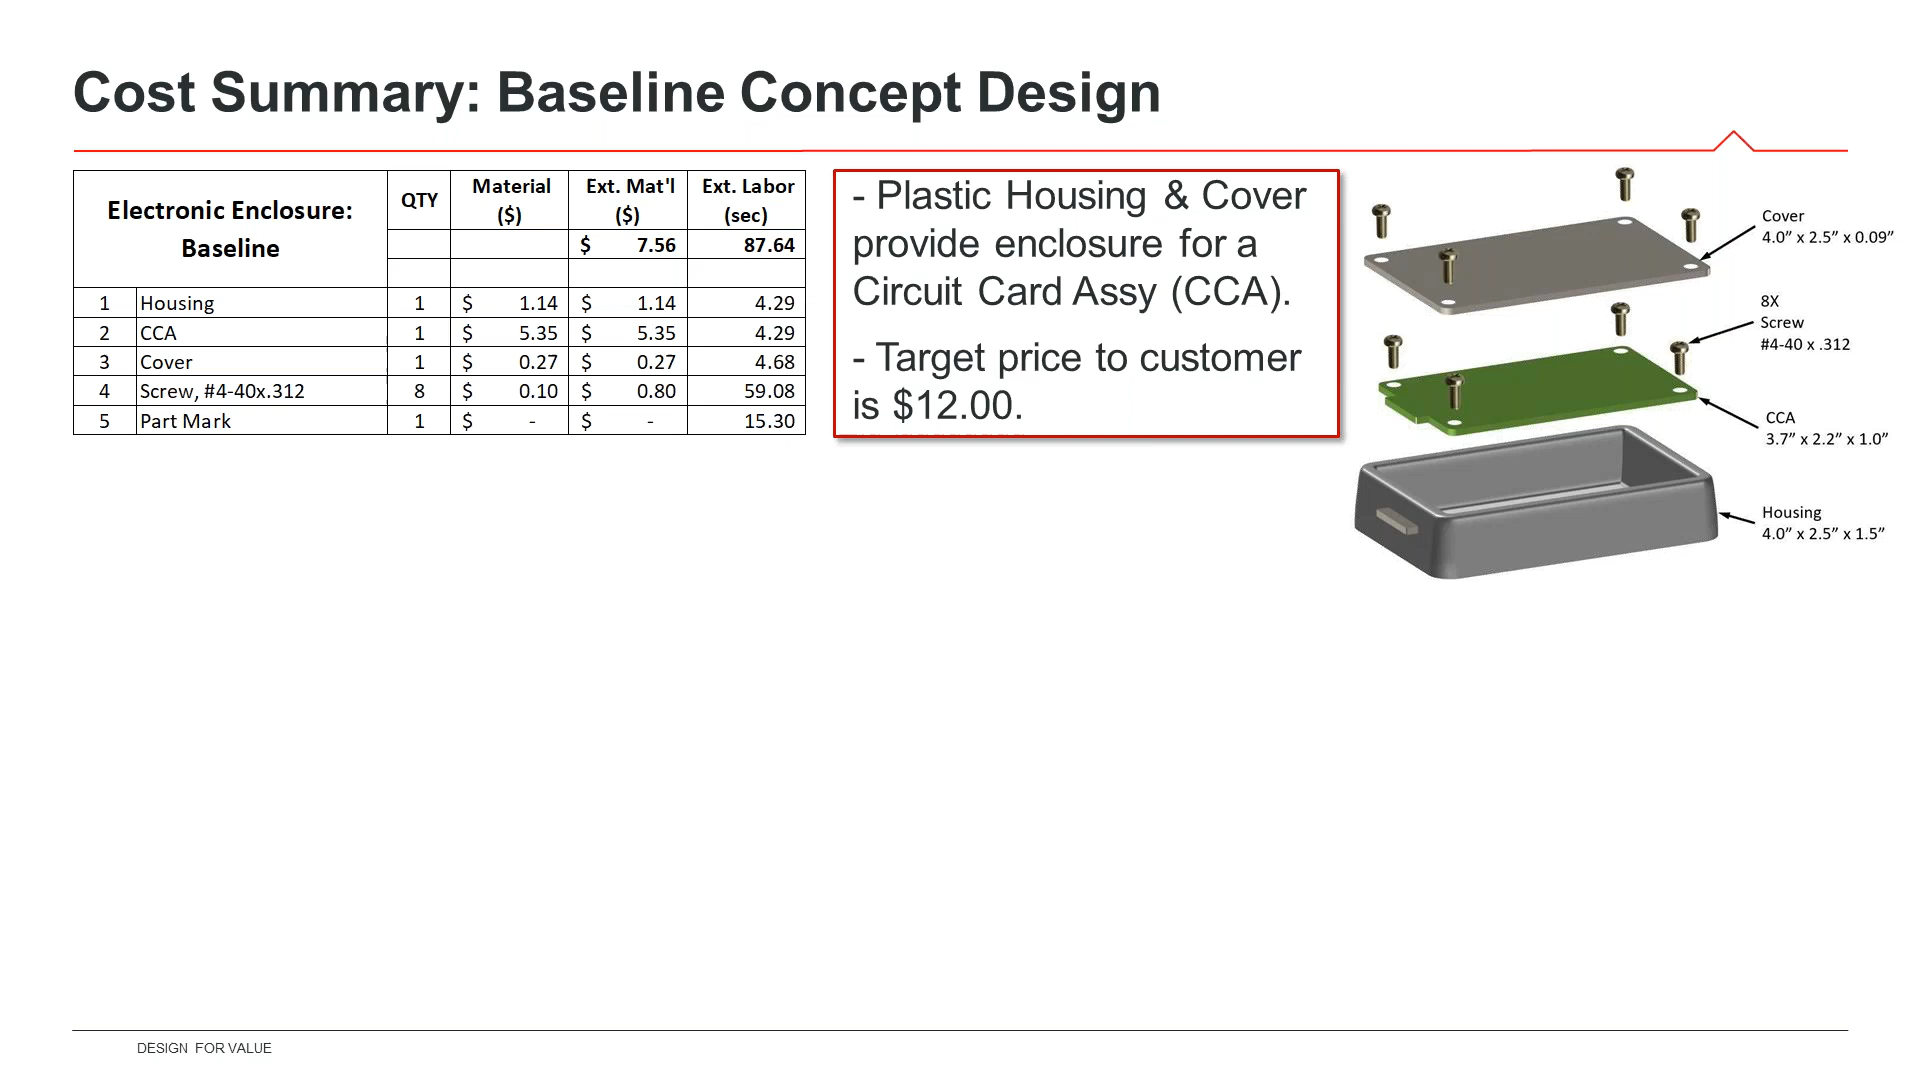 Cost Summary: Baseline Concept Design
Electronic Enclosure:
Baseline
QTY
Material
($)
Ext. Mat'l
($)
Ext. Labor
(sec)
$ 7.56 87.64
1 Housing 1 $ 1.14 $ 1.14 4.29
2 CCA 1 $ 5.35 $ 5.35 4.29
3 Cover 1 $ 0.27 $ 0.27 4.68
4 Screw, #4-40x.312 8 $ 0.10 $ 0.80 59.08
5 Part Mark 1 $ - $ - 15.30
- Plastic Housing & Cover
provide enclosure for a
Circuit Card Assy (CCA).
- Target price to customer
is $12.00.
Cover
4.0” x 2.5” x 0.09”
8X
Screw
#4-40 x .312
CCA
3.7” x 2.2” x 1.0”
Housing
4.0” x 2.5” x 1.5”
DESIGN FOR VALUE